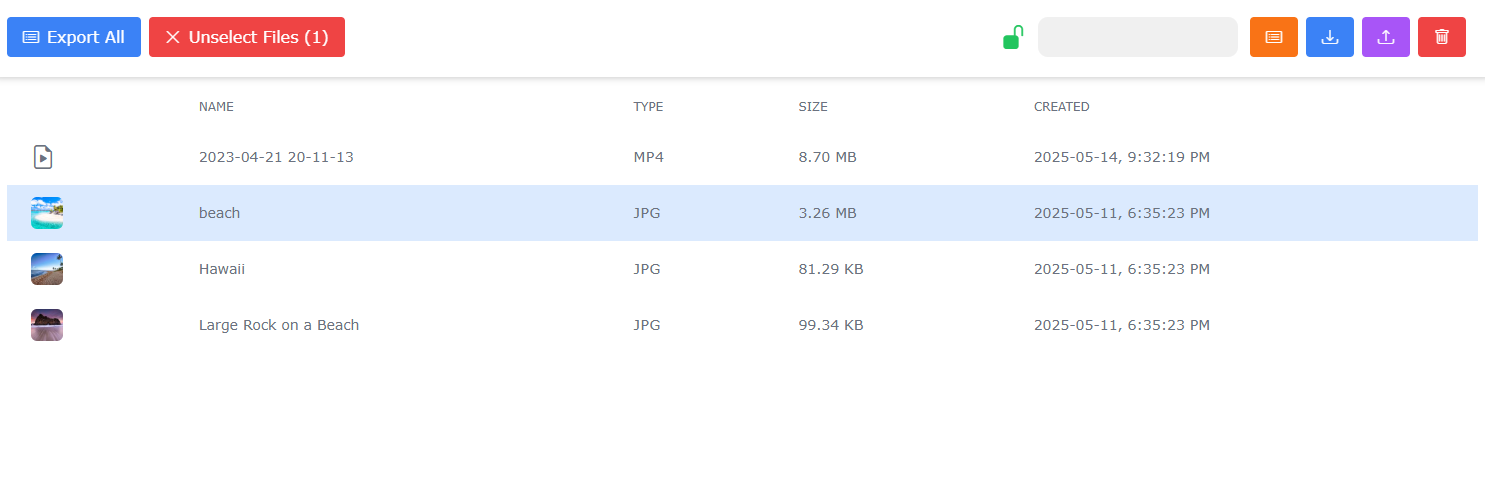 Export All Unselect Files (1)
NAME TYPE SIZE CREATED
2023-04-21 20-11-13 MP4 8.70 MB 2025-05-14, 9:32:19 PM
beach JPG 3.26 MB 2025-05-11, 6:35:23 PM
Hawaii JPG 81.29 KB 2025-05-11, 6:35:23 PM
Large Rock on a Beach JPG 99.34 KB 2025-05-11, 6:35:23 PM